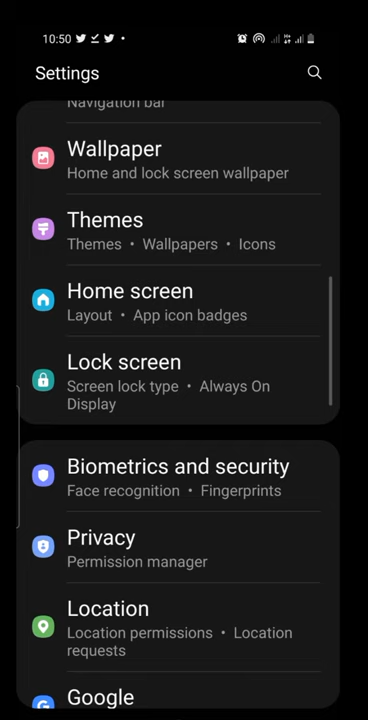 10:50
Settings
Navigation bar
Wallpaper
Home and lock screen wallpaper
Themes
Themes • Wallpapers • Icons
Home screen
Layout • App icon badges
Lock screen
Screen lock type • Always On
Display
Biometrics and security
Face recognition • Fingerprints
Privacy
Permission manager
Location
Location permissions • Location
requests
Google